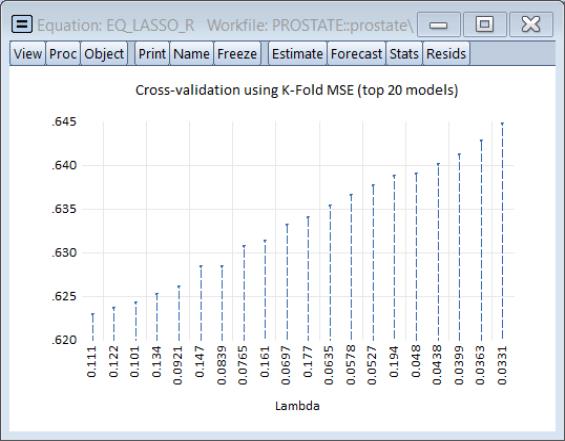 Equation: EQ_LASSO_R Workfile: PROSTATE::prostate\
View Proc Object Print Name Freeze Estimate Forecast Stats Resids
Cross-validation using K-Fold MSE (top 20 models)
.645
.640
.635
.630
.625
.620
0.111 0.122 0.101 0.134 0.0921 0.147 0.0839 0.0765 0.161 0.0697 0.177 0.0635 0.0578 0.0527 0.194 0.048 0.0438 0.0399 0.0363 0.0331
Lambda